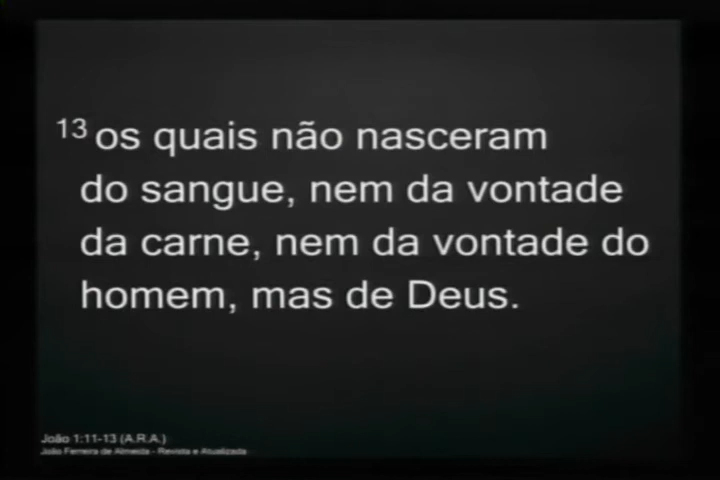 13 os quais não nasceram
do sangue, nem da vontade
da carne, nem da vontade do
homem, mas de Deus.
João 1:11-13 (A.R.A.)
João Ferreira de Almeida - Revista e Atualizada